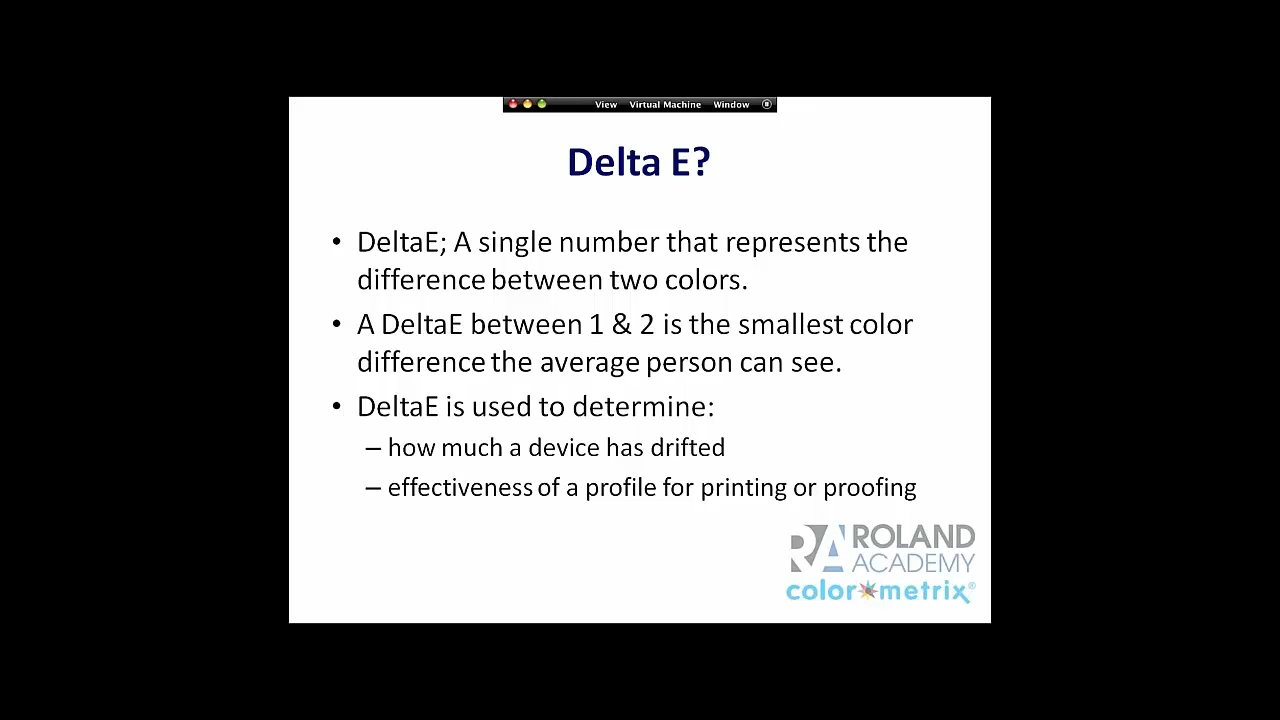 View Virtual Machine Window
Delta E?
• DeltaE; A single number that represents the
difference between two colors.
• A DeltaE between 1 & 2 is the smallest color
difference the average person can see.
• DeltaE is used to determine:
– how much a device has drifted
– effectiveness of a profile for printing or proofing
RA ROLAND
ACADEMY
color metrix®